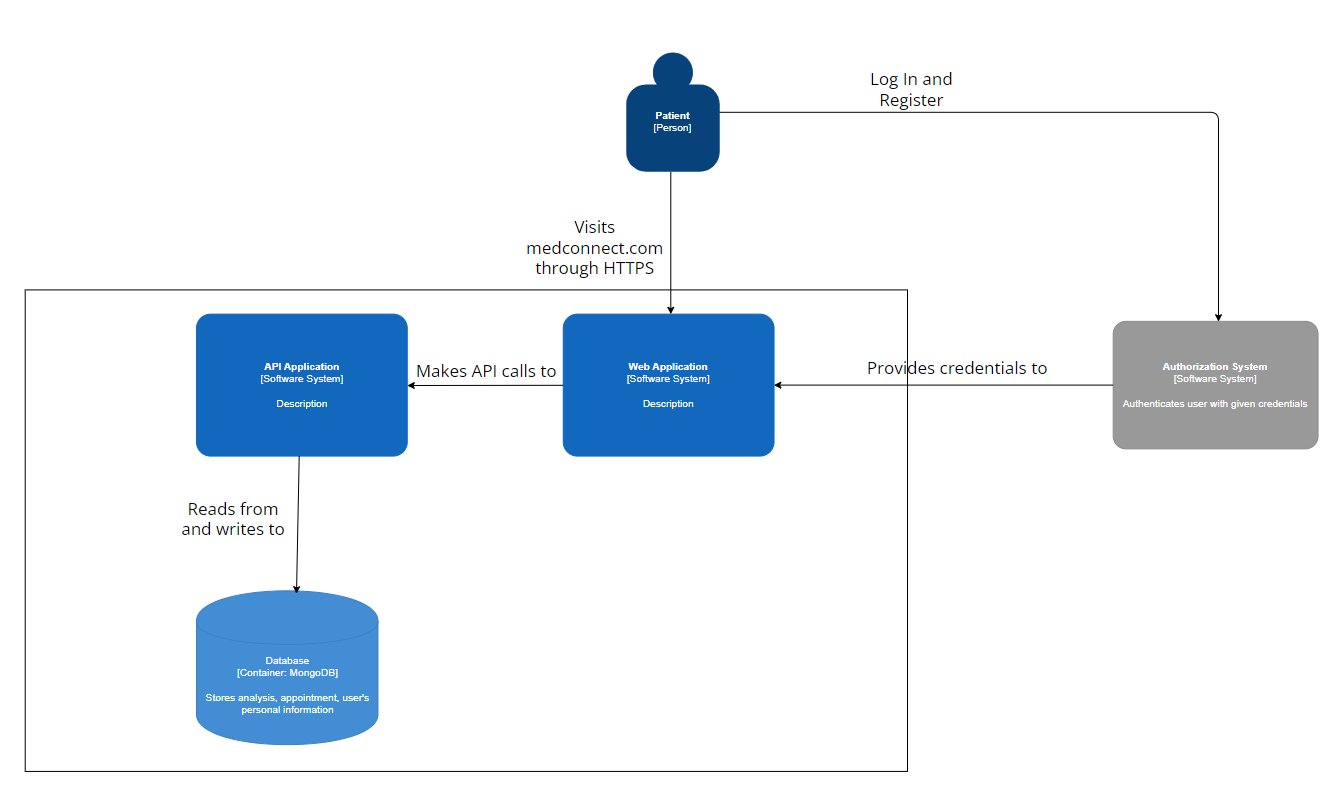 Log In and
Register
Patient
[Person]
Visits
medconnect.com
through HTTPS
API Application
[Software System]
Description
Makes API calls to
Web Application
[Software System]
Description
Provides credentials to
Authorization System
[Software System]
Authenticates user with given credentials
Reads from
and writes to
Database
[Container: MongoDB]
Stores analysis, appointment, user's
personal information